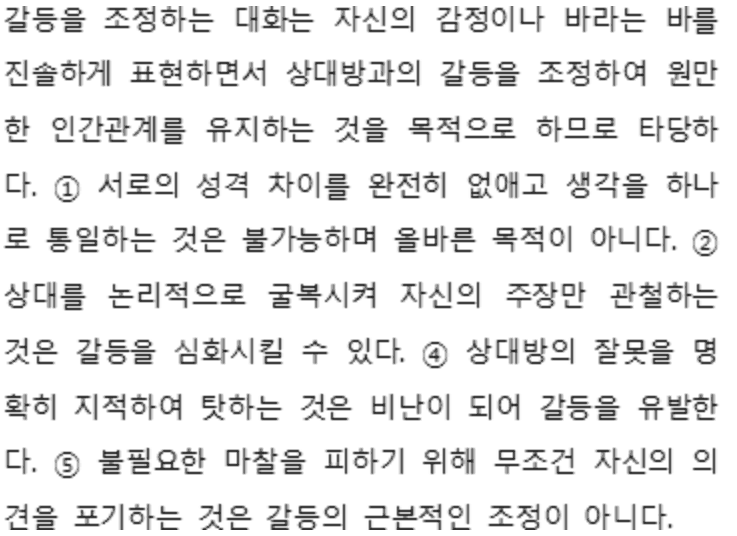 갈등을 조정하는 대화는 자신의 감정이나 바라는 바를
진솔하게 표현하면서 상대방과의 갈등을 조정하여 원만
한 인간관계를 유지하는 것을 목적으로 하므로 타당하
다. ① 서로의 성격 차이를 완전히 없애고 생각을 하나
로 통일하는 것은 불가능하며 올바른 목적이 아니다. ②
상대를 논리적으로 굴복시켜 자신의 주장만 관철하는
것은 갈등을 심화시킬 수 있다. ④ 상대방의 잘못을 명
확히 지적하여 탓하는 것은 비난이 되어 갈등을 유발한
다. ⑤ 불필요한 마찰을 피하기 위해 무조건 자신의 의
견을 포기하는 것은 갈등의 근본적인 조정이 아니다.